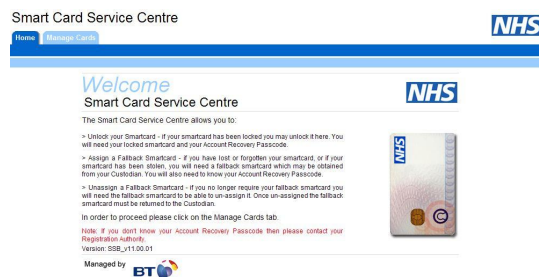 Smart Card Service Centre
NHS
Home Manage Cards
Welcome
Smart Card Service Centre
NHS
The Smart Card Service Centre allows you to:
> Unlock your Smartcard - if your smartcard has been locked you may unlock it here. You
will need your locked smartcard and your Account Recovery Passcode.
> Assign a Fallback Smartcard - if you have lost or forgotten your smartcard, or if your
smartcard has been stolen, you will need a fallback smartcard which may be obtained
from your Custodian. You will also need to know your Account Recovery Passcode.
> Unassign a Fallback Smartcard - if you no longer require your fallback smartcard you
will need the fallback smartcard to be able to un-assign it. Once un-assigned the fallback
smartcard must be returned to the Custodian.
NHS
In order to proceed please click on the Manage Cards tab.
Note: If you don't know your Account Recovery Passcode then please contact your
Registration Authority.
Version: SSB_v11.00.01
Managed by
BT